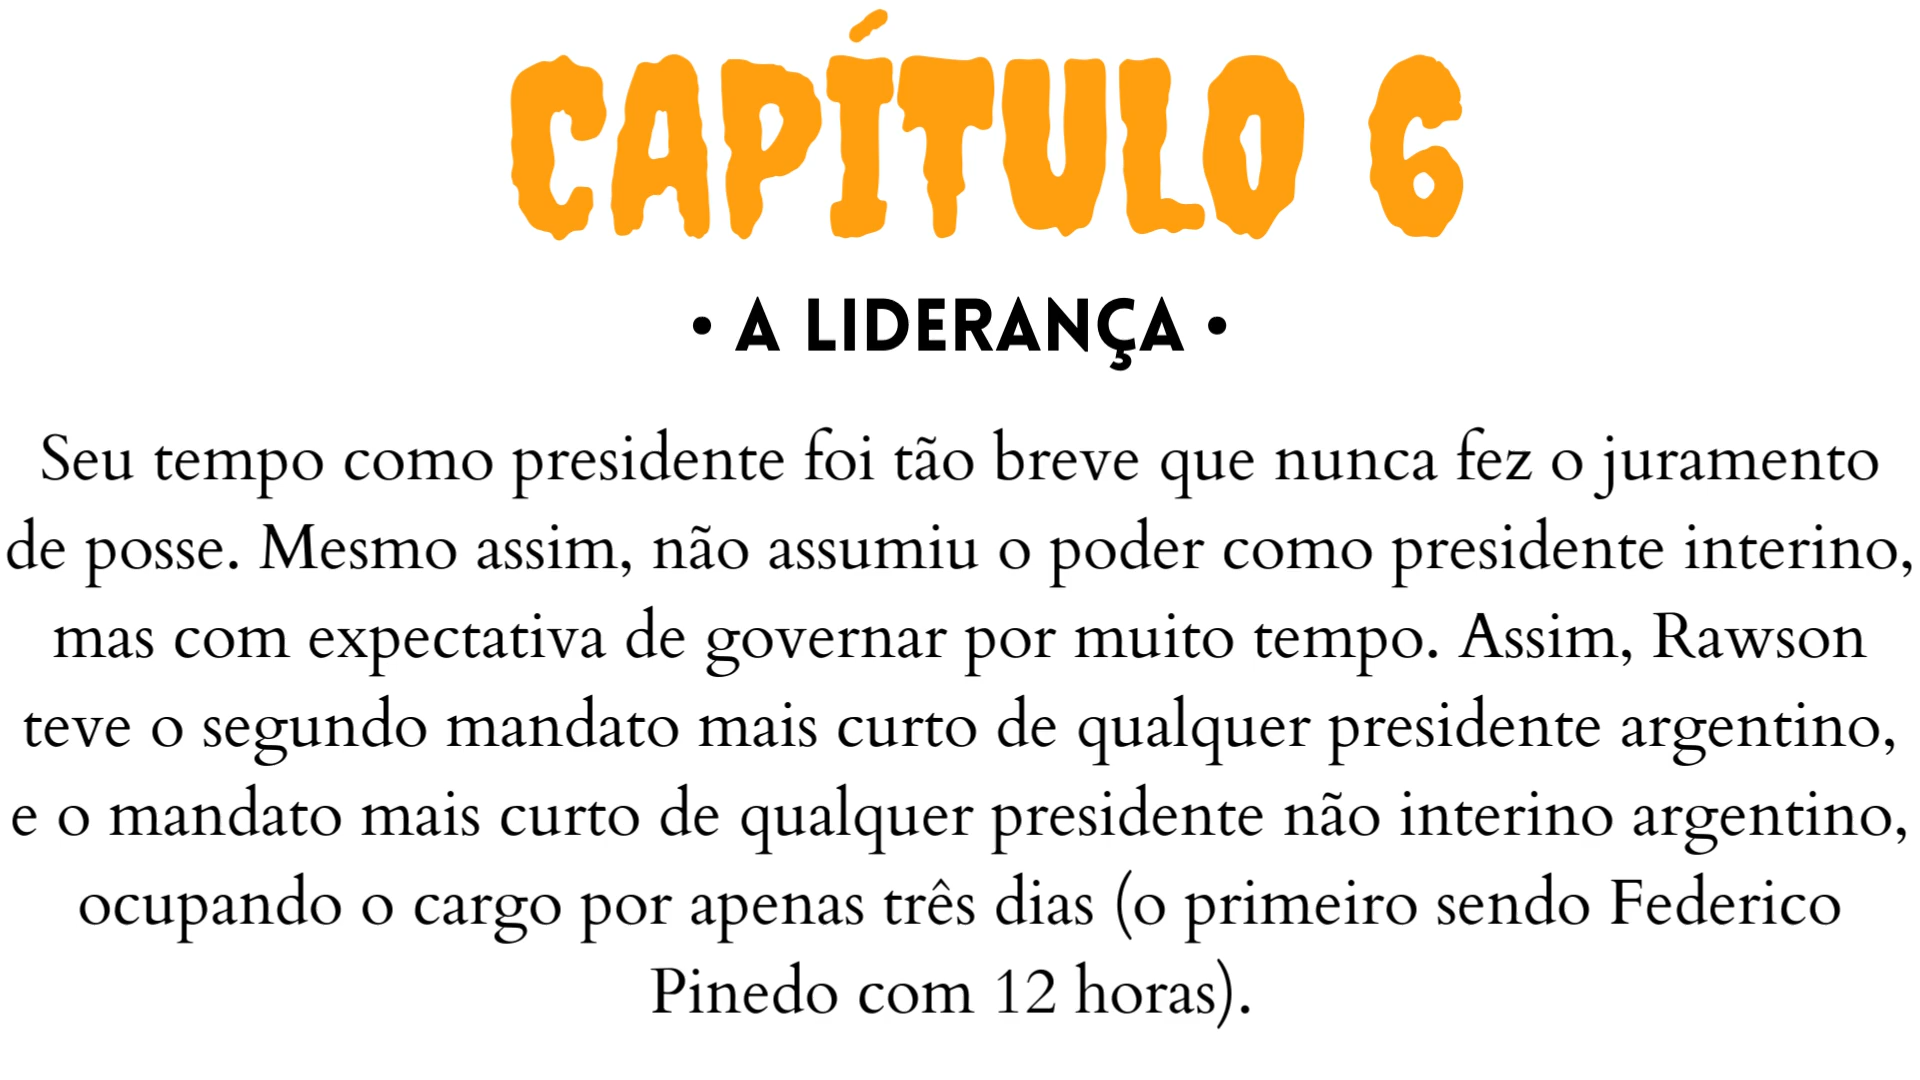 CAPÍTULO 6
• A LIDERANÇA •
Seu tempo como presidente foi tão breve que nunca fez o juramento
de posse. Mesmo assim, não assumiu o poder como presidente interino,
mas com expectativa de governar por muito tempo. Assim, Rawson
teve o segundo mandato mais curto de qualquer presidente argentino,
e o mandato mais curto de qualquer presidente não interino argentino,
ocupando o cargo por apenas três dias (o primeiro sendo Federico
Pinedo com 12 horas).